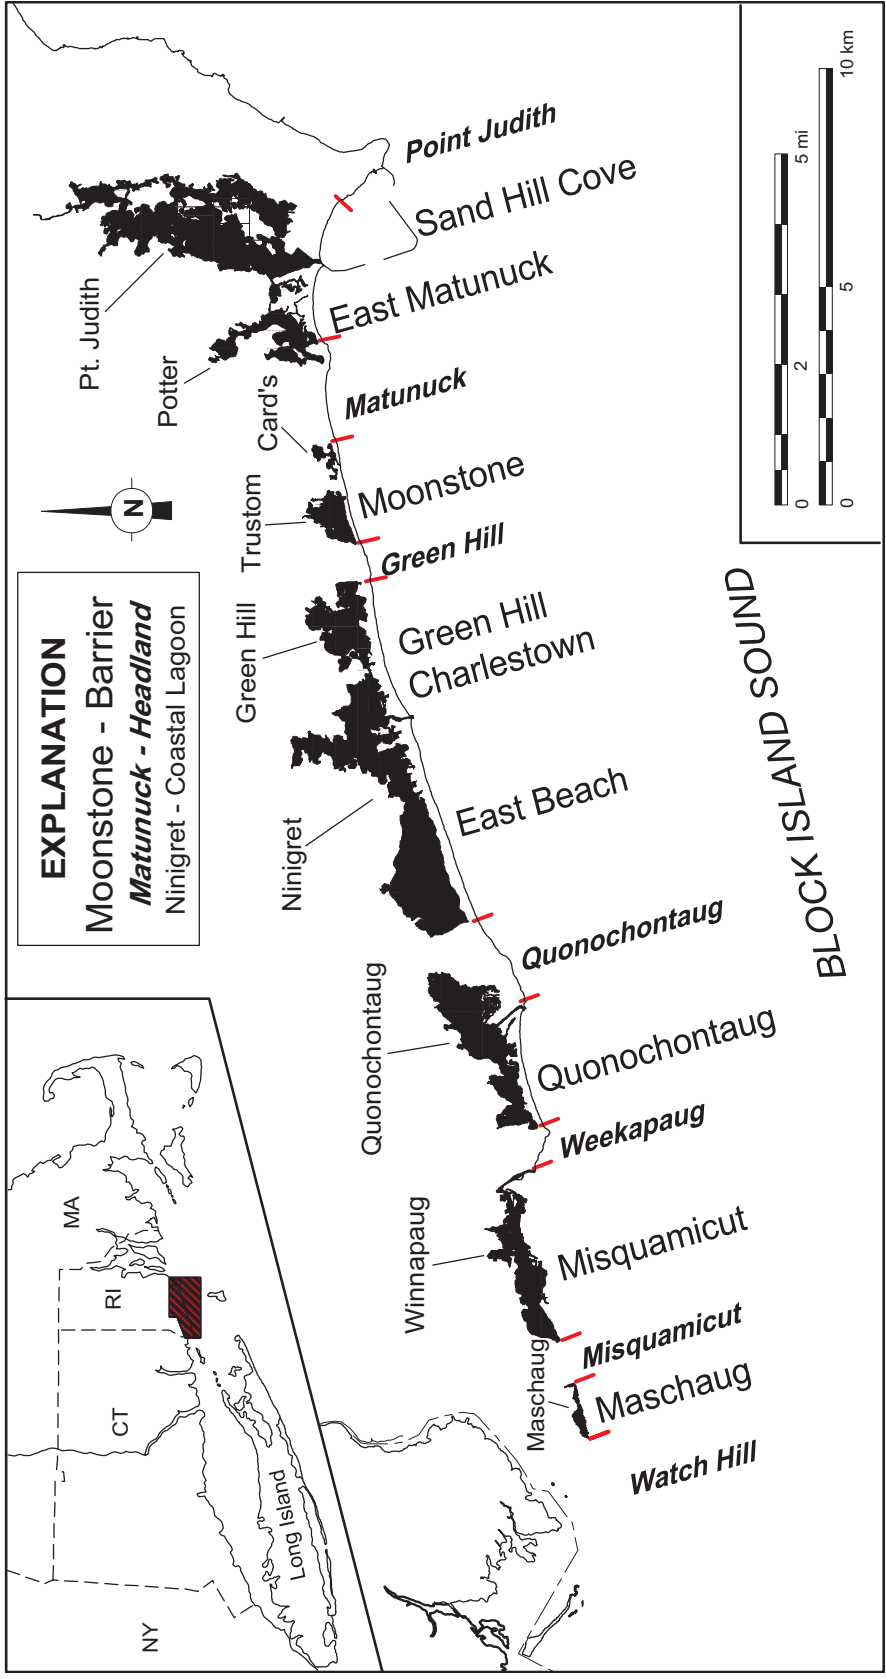 EXPLANATION
Moonstone - Barrier
Matunuck - Headland
Ninigret - Coastal Lagoon
N
NY
CT
RI
MA
Long Island
Maschaug
Winnapaug
Quonochontaug
Ninigret
Green Hill
Trustom
Card's
Potter
Pt. Judith
Watch Hill
Maschaug
Misquamicut
Misquamicut
Weekapaug
Quonochontaug
Quonochontaug
East Beach
Charlestown
Green Hill
Green Hill
Moonstone
Matunuck
East Matunuck
Sand Hill Cove
Point Judith
BLOCK ISLAND SOUND
0 2 5 mi
0 5 10 km